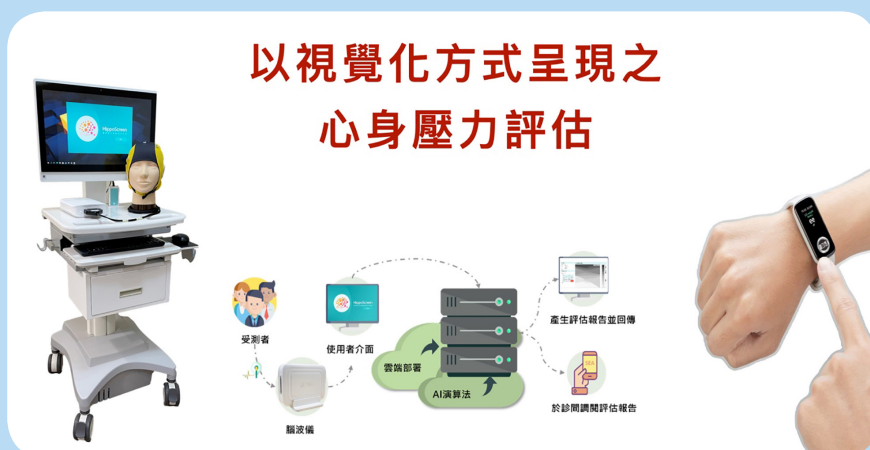 以視覺化方式呈現之
心身壓力評估
HippoScreen
受測者
使用者介面
腦波儀
雲端部署
AI演算法
產生評估報告並回傳
於診間調閱評估報告